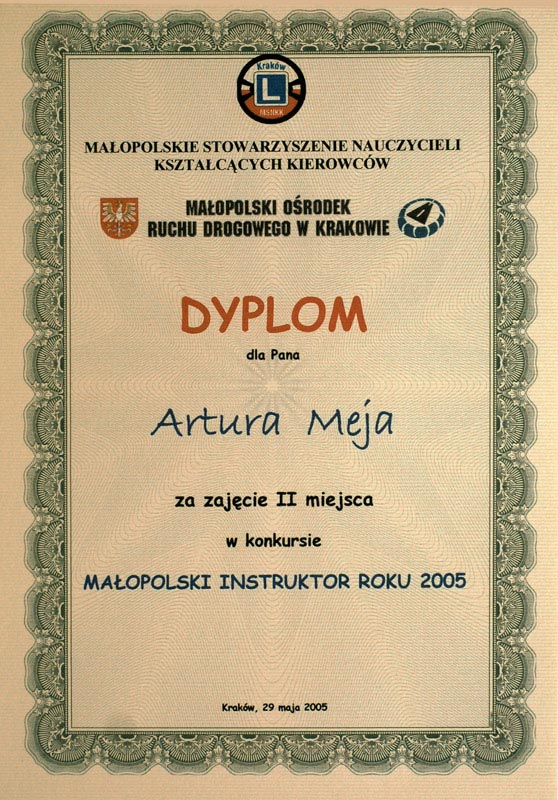 Kraków
L
MSNKK
MAŁOPOLSKIE STOWARZYSZENIE NAUCZYCIELI
KSZTAŁCĄCYCH KIEROWCÓW
MAŁOPOLSKI OŚRODEK
RUCHU DROGOWEGO W KRAKOWIE
DYPLOM
dla Pana
Artura Meja
za zajęcie II miejsca
w konkursie
MAŁOPOLSKI INSTRUKTOR ROKU 2005
Kraków, 29 maja 2005